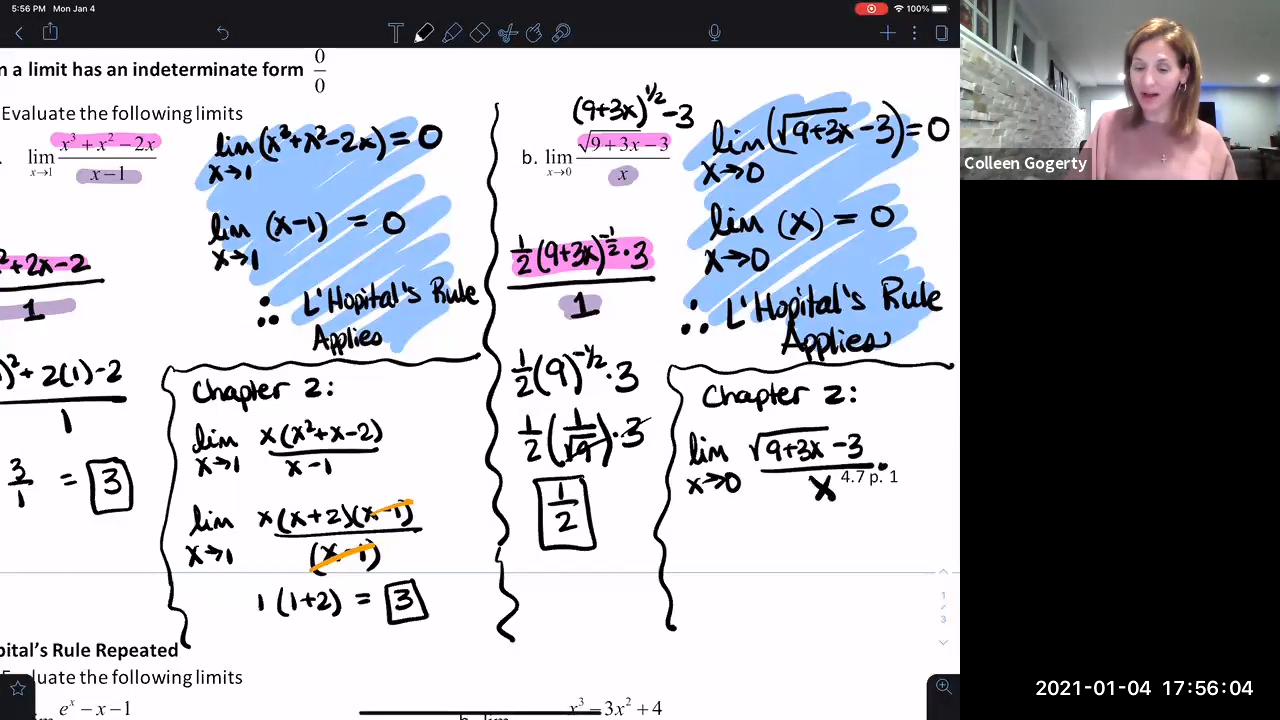 5:56 PM Mon Jan 4
100%
n a limit has an indeterminate form 0/0
Evaluate the following limits
lim x→1 x³ + x² − 2x / x − 1
lim x→1 (x³+x²-2x) = 0
lim x→1 (x-1) = 0
∴ L'Hopital's Rule
Applies
²+2x-2 / 1
)²+ 2(1)-2 / 1
3/1 = 3
Chapter 2:
lim x→1 x(x²+x-2) / x-1
lim x→1 x(x+2)(x-1) / (x-1)
1(1+2) = 3
(9+3x)^1/2 - 3
b. lim x→0 √9 + 3x − 3 / x
lim x→0 (√9+3x - 3) = 0
lim x→0 (x) = 0
∴ L'Hopital's Rule
Applies
1/2 (9+3x)^-1/2 · 3 / 1
1/2 (9)^-1/2 · 3
1/2 (1/√9) · 3
1/2
Chapter 2:
lim x→0 √9+3x - 3 / x ·
4.7 p. 1
1
/
3
pital's Rule Repeated
Evaluate the following limits
eˣ − x − 1
x³ − 3x² + 4
Colleen Gogerty
2021-01-04 17:56:04